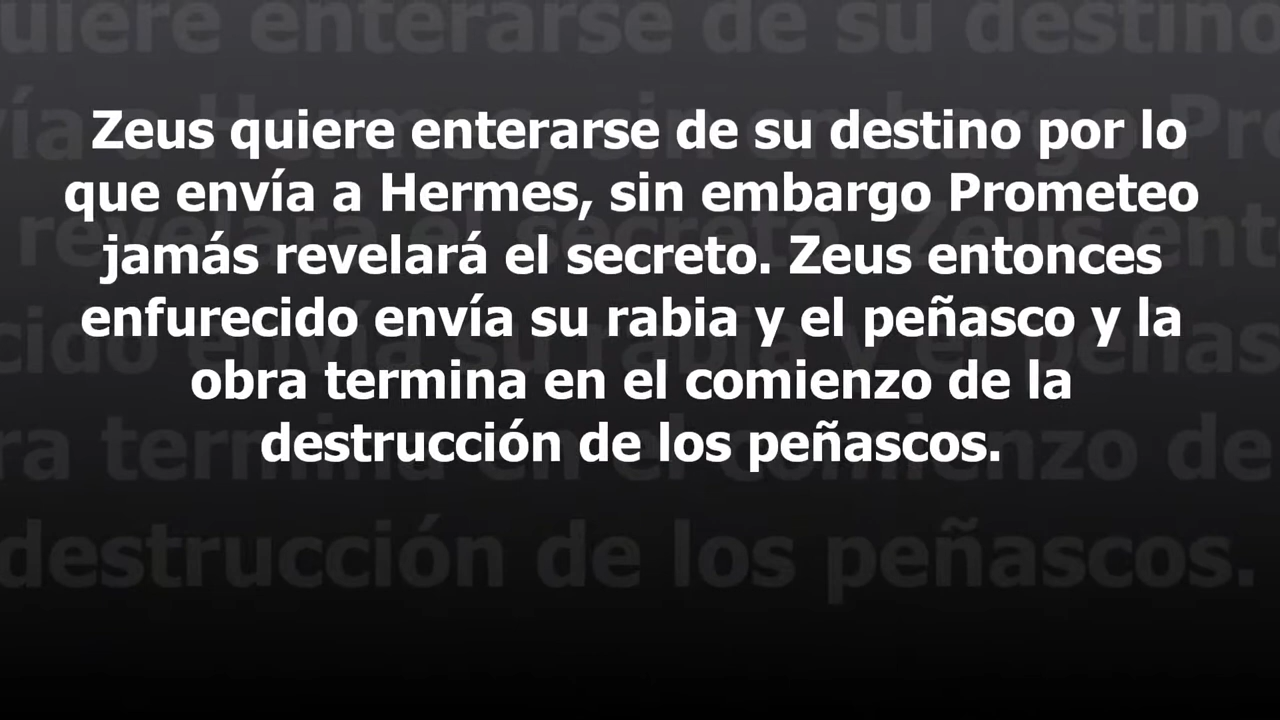 Zeus quiere enterarse de su destino por lo
que envía a Hermes, sin embargo Prometeo
jamás revelará el secreto. Zeus entonces
enfurecido envía su rabia y el peñasco y la
obra termina en el comienzo de la
destrucción de los peñascos.